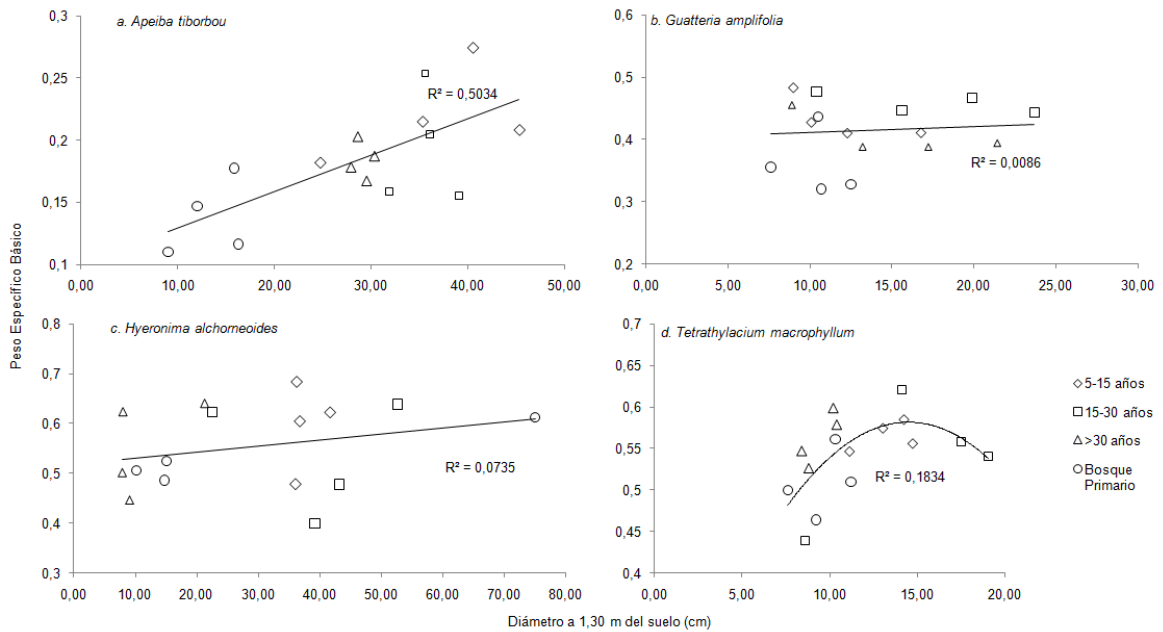 a. Apeiba tiborbou
0,3
0,25
0,2
0,15
0,1
R² = 0,5034
0,00 10,00 20,00 30,00 40,00 50,00
b. Guatteria amplifolia
0,6
0,5
0,4
0,3
0,2
R² = 0,0086
0,00 5,00 10,00 15,00 20,00 25,00 30,00
Peso Específico Básico
c. Hyeronima alchorneoides
0,8
0,7
0,6
0,5
0,4
0,3
R² = 0,0735
0,00 10,00 20,00 30,00 40,00 50,00 60,00 70,00 80,00
d. Tetrathylacium macrophyllum
0,7
0,65
0,6
0,55
0,5
0,45
0,4
R² = 0,1834
0,00 5,00 10,00 15,00 20,00
5-15 años
15-30 años
>30 años
Bosque
Primario
Diámetro a 1,30 m del suelo (cm)